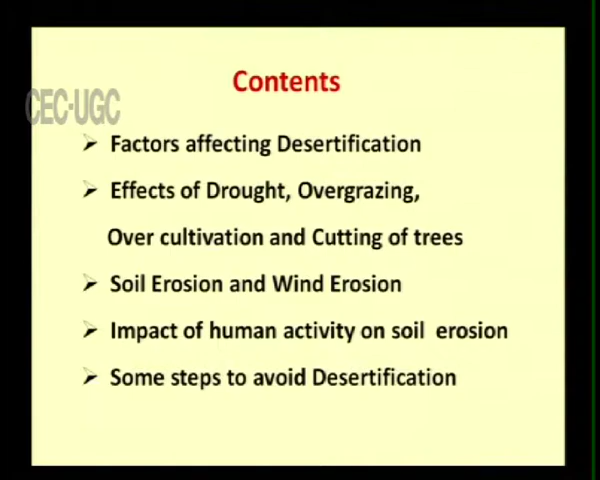 Contents
CEC-UGC
Factors affecting Desertification
Effects of Drought, Overgrazing,
Over cultivation and Cutting of trees
Soil Erosion and Wind Erosion
Impact of human activity on soil erosion
Some steps to avoid Desertification